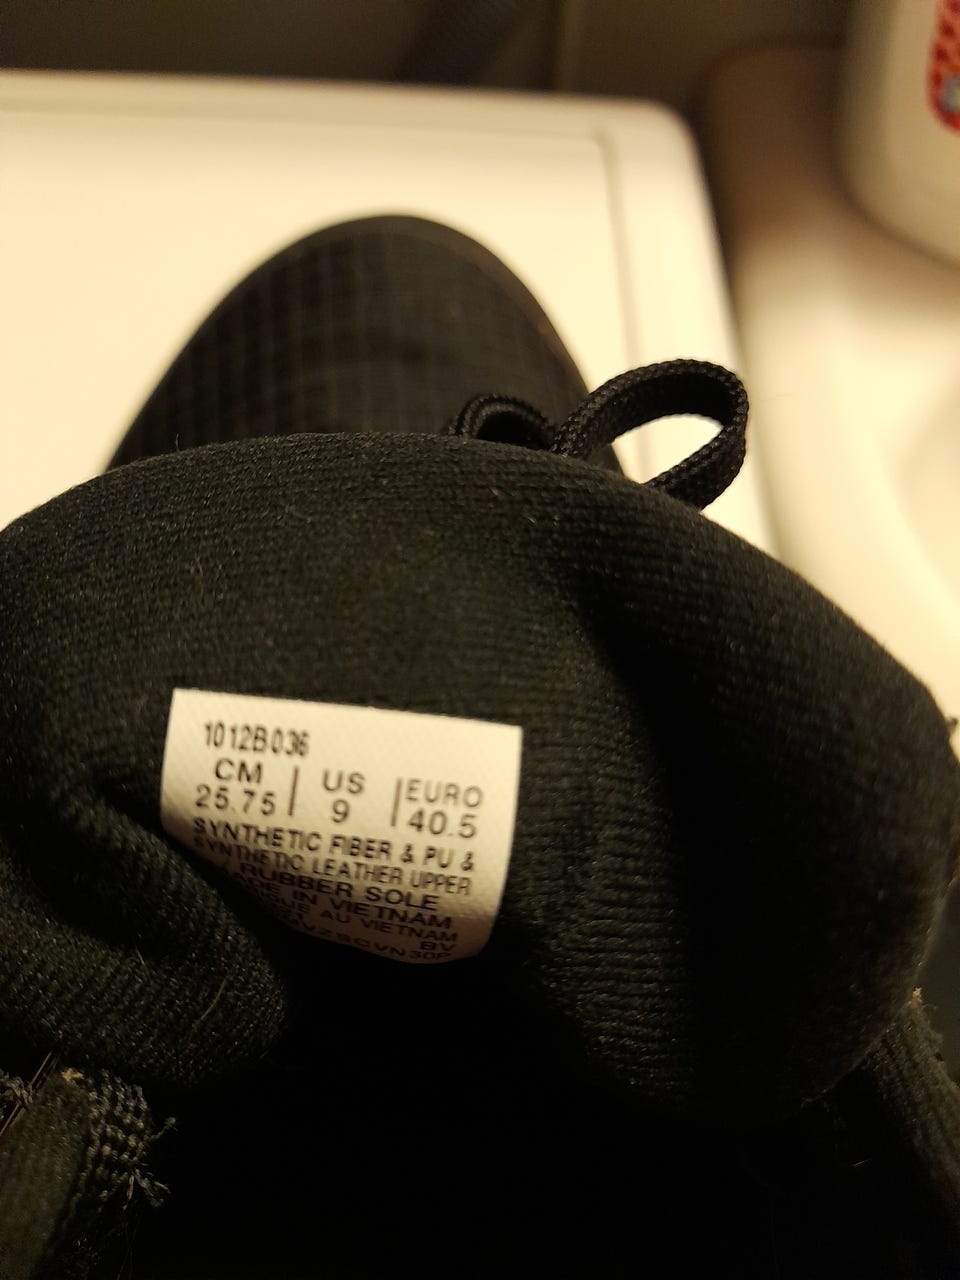 1012B036
CM | US | EURO
25.75 | 9 | 40.5
SYNTHETIC FIBER & PU &
SYNTHETIC LEATHER UPPER
RUBBER SOLE
MADE IN VIETNAM
AU VIETNAM
BV